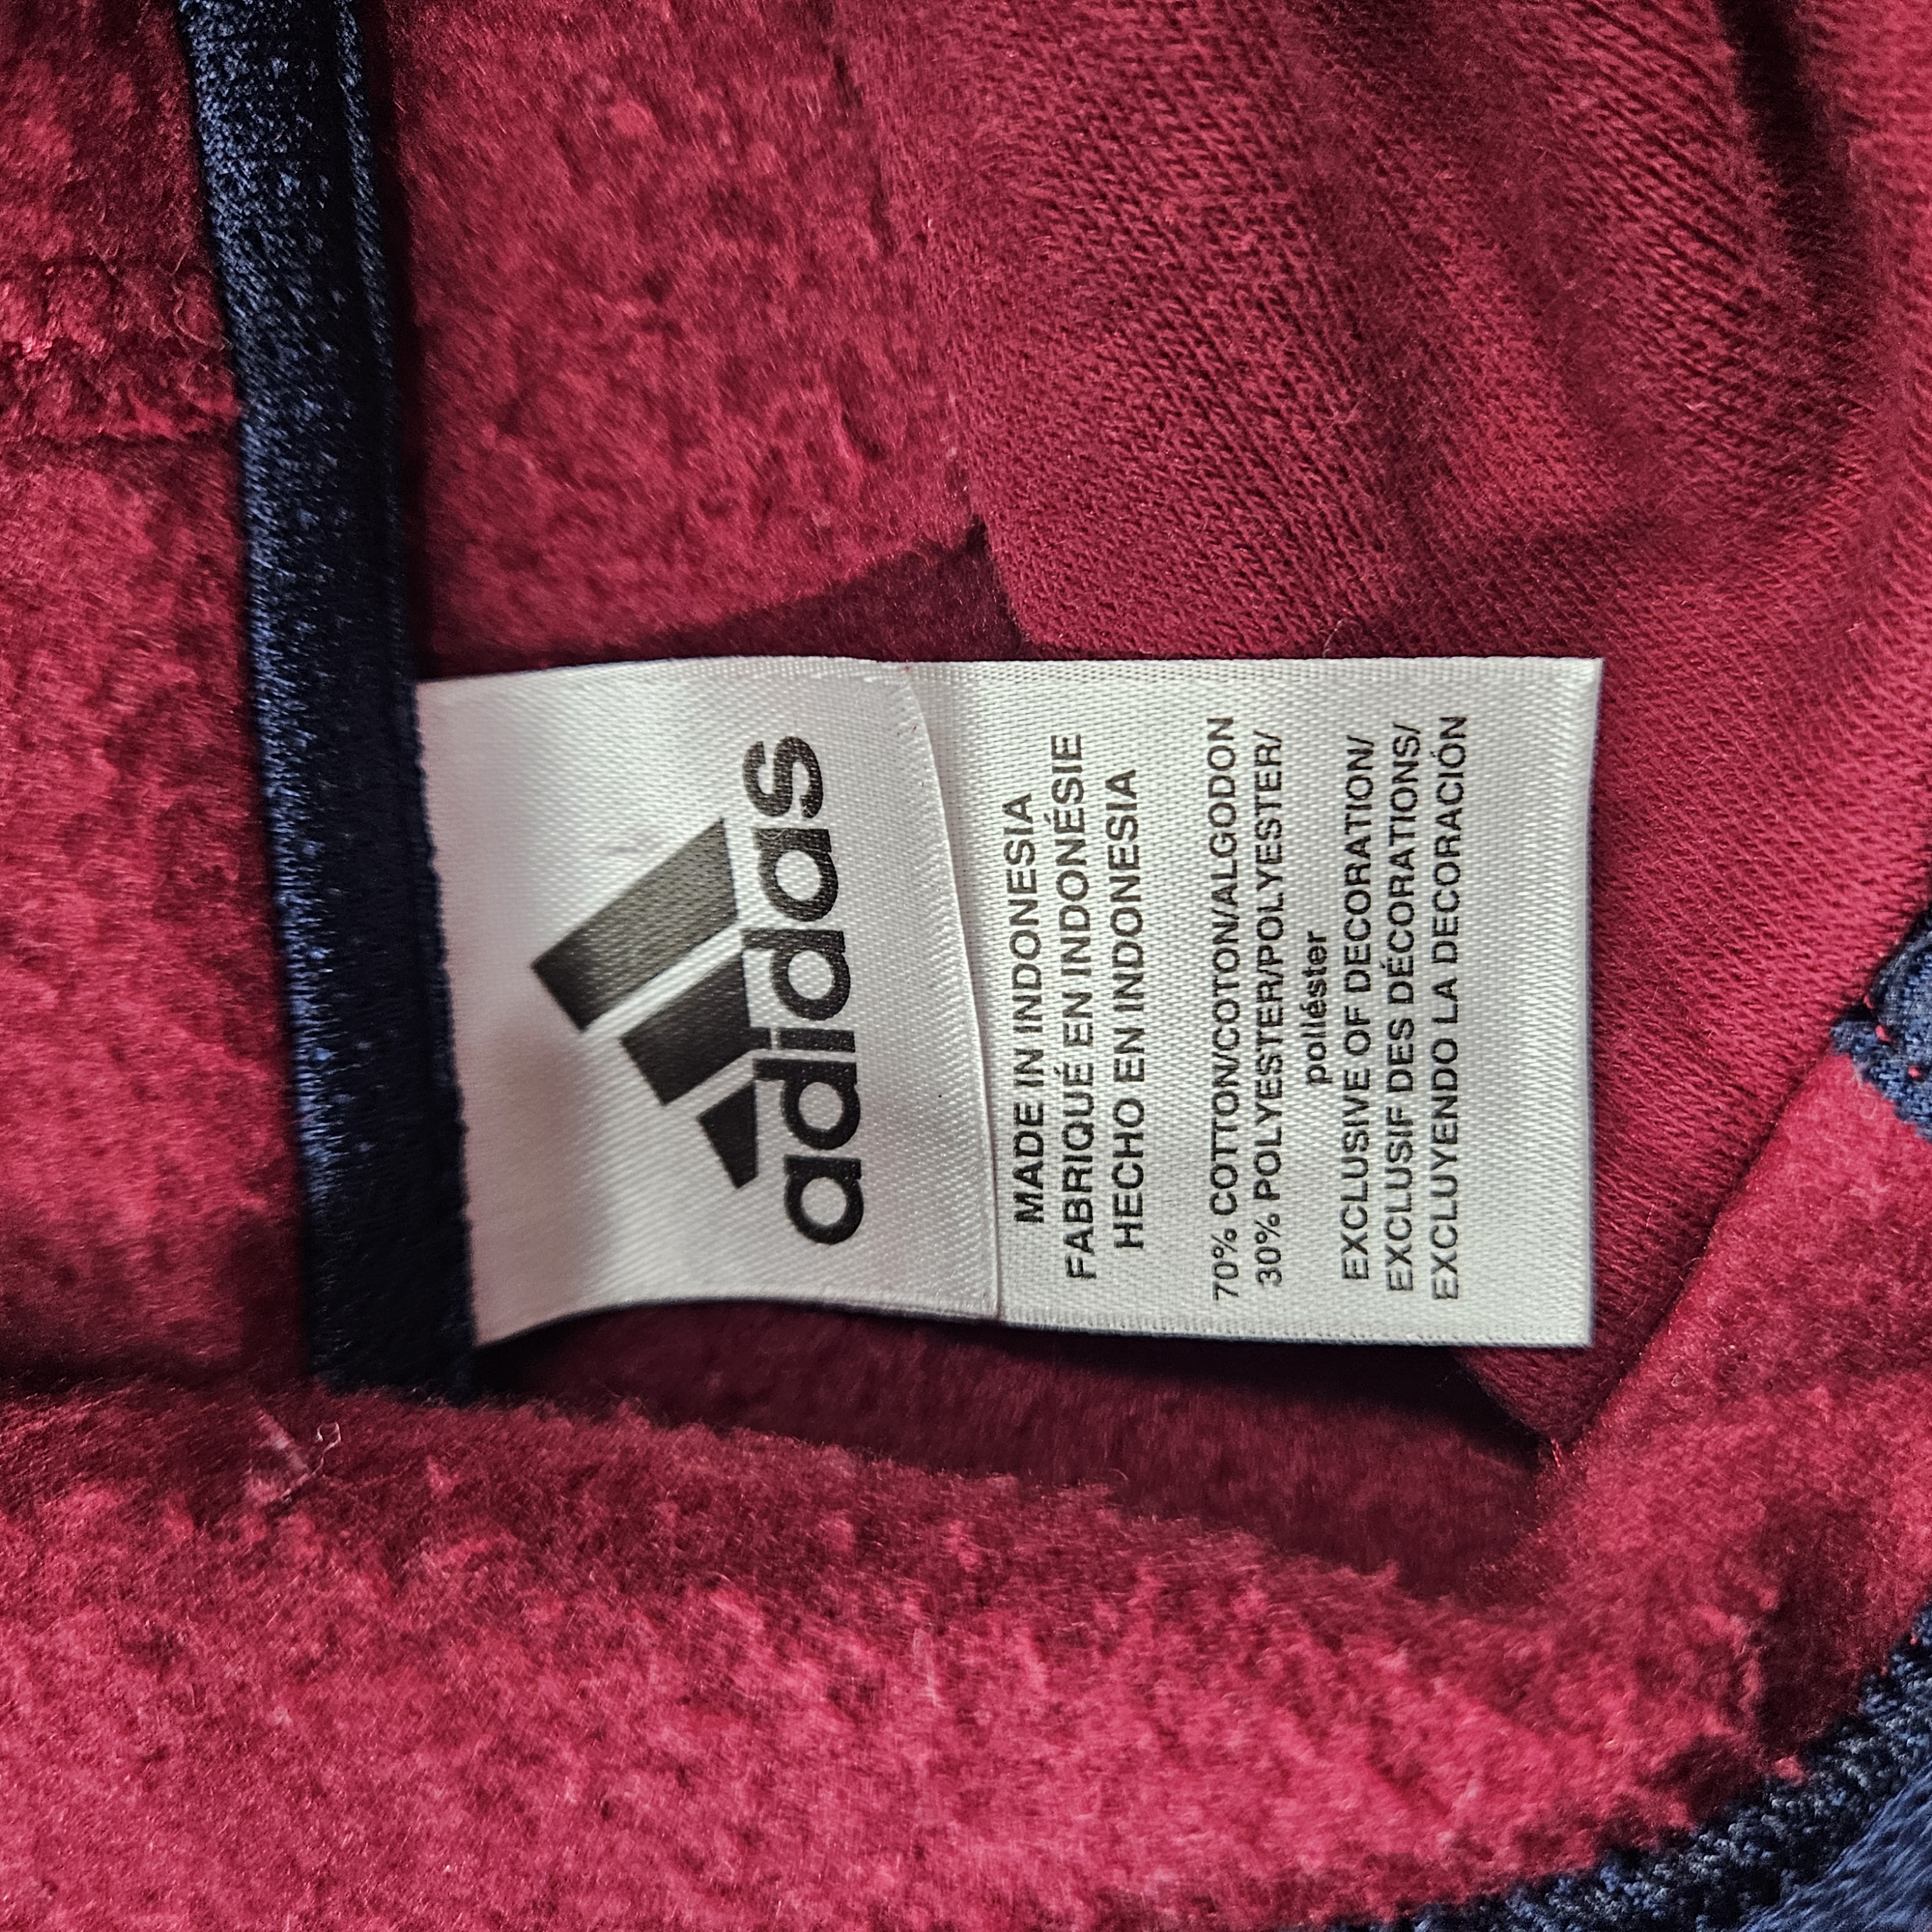 adidas
MADE IN INDONESIA
FABRIQUÉ EN INDONÉSIE
HECHO EN INDONESIA
70% COTTON/COTON/ALGODON
30% POLYESTER/POLYESTER/
poliéster
EXCLUSIVE OF DECORATION/
EXCLUSIF DES DÉCORATIONS/
EXCLUYENDO LA DECORACIÓN